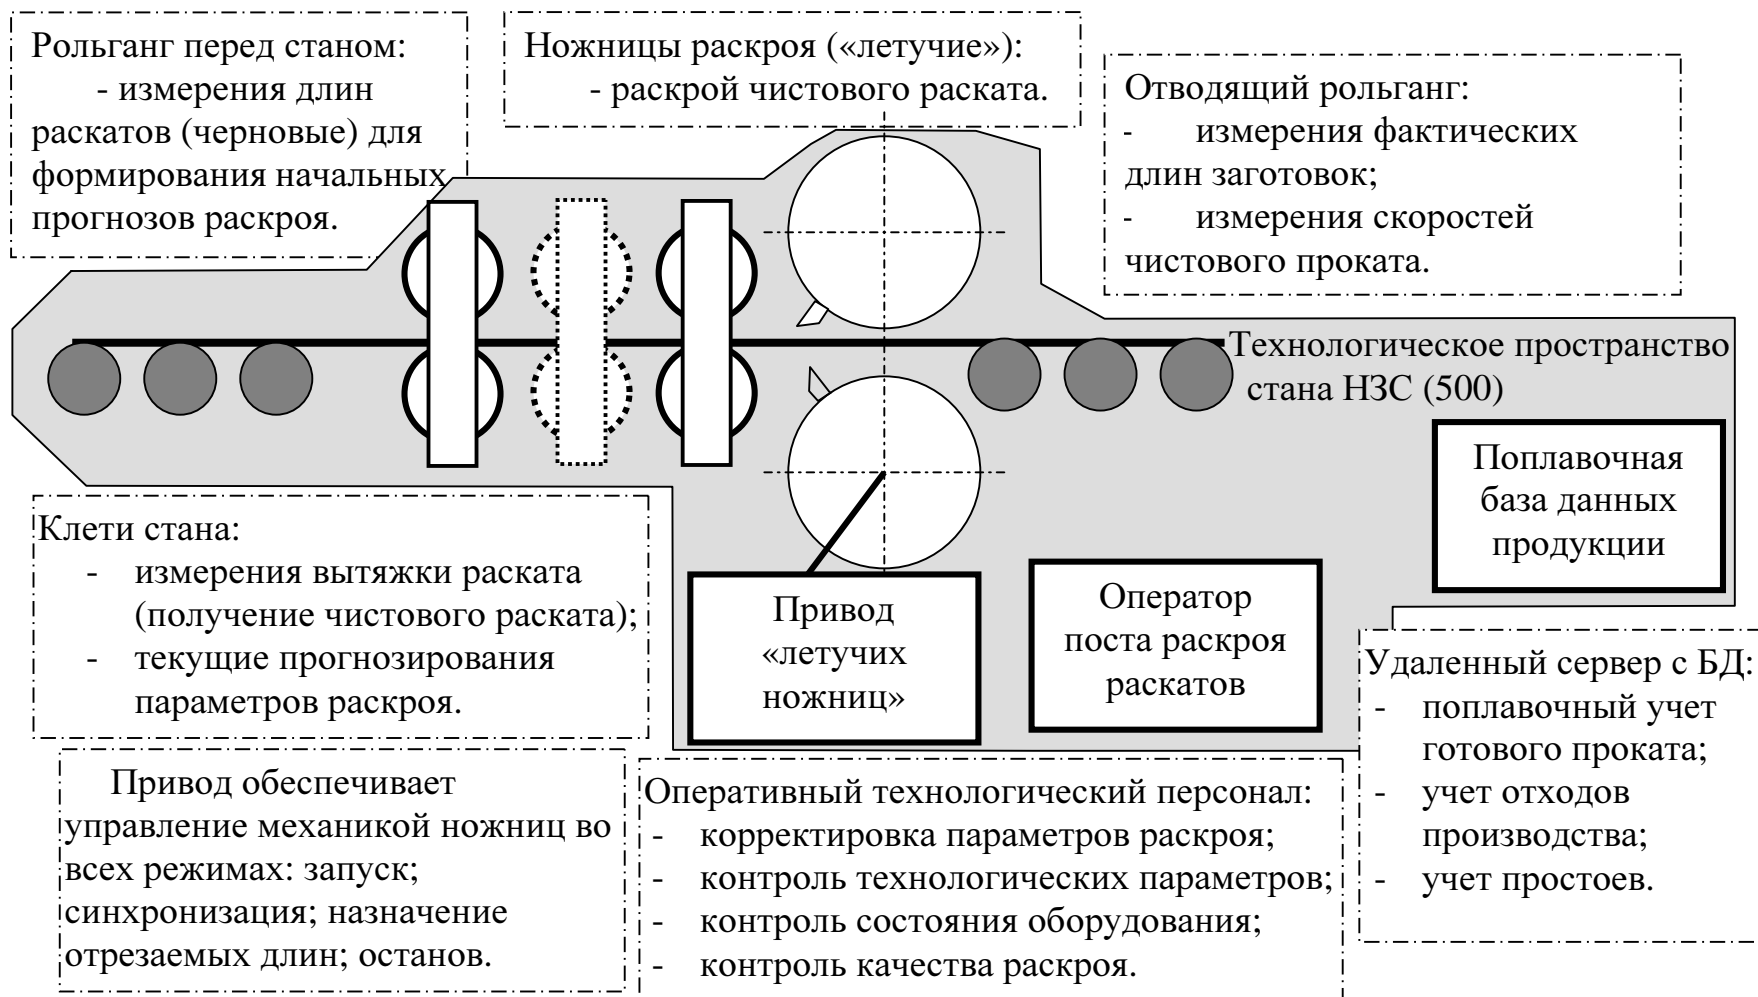 Рольганг перед станом:
- измерения длин
раскатов (черновые) для
формирования начальных
прогнозов раскроя.
Ножницы раскроя («летучие»):
- раскрой чистового раската.
Отводящий рольганг:
- измерения фактических
длин заготовок;
- измерения скоростей
чистового проката.
Технологическое пространство
стана НЗС (500)
Поплавочная
база данных
продукции
Клети стана:
- измерения вытяжки раската
(получение чистового раската);
- текущие прогнозирования
параметров раскроя.
Привод
«летучих
ножниц»
Оператор
поста раскроя
раскатов
Удаленный сервер с БД:
- поплавочный учет
готового проката;
- учет отходов
производства;
- учет простоев.
Привод обеспечивает
управление механикой ножниц во
всех режимах: запуск;
синхронизация; назначение
отрезаемых длин; останов.
Оперативный технологический персонал:
- корректировка параметров раскроя;
- контроль технологических параметров;
- контроль состояния оборудования;
- контроль качества раскроя.